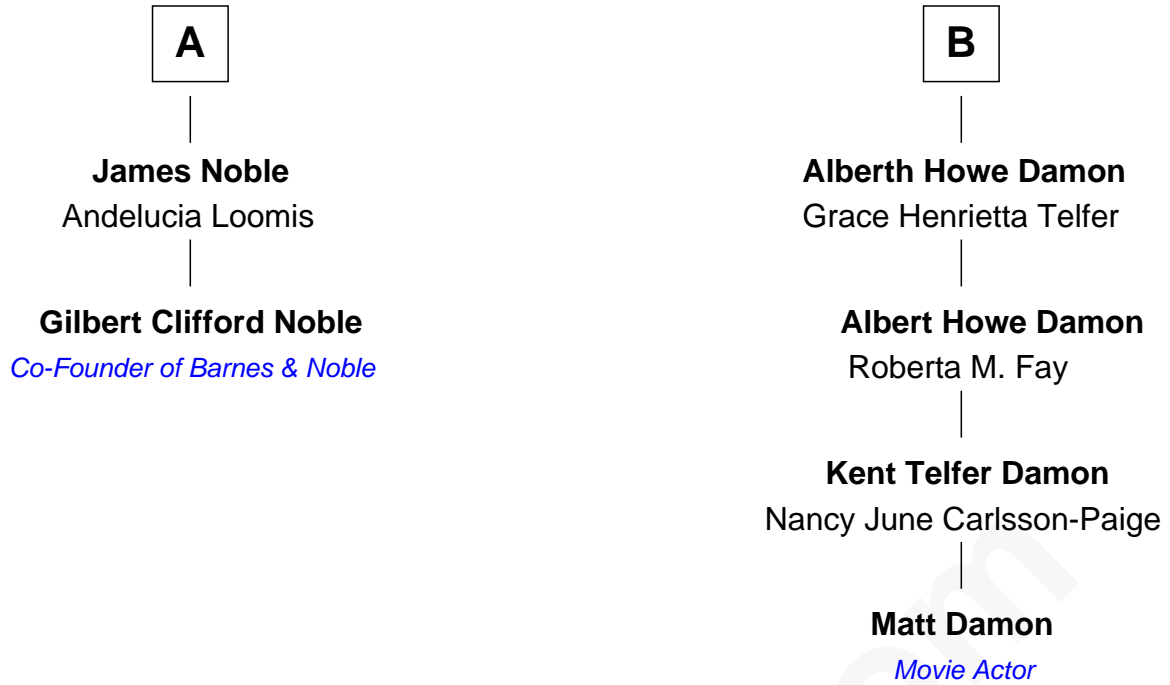 A
James Noble
Andelucia Loomis
Gilbert Clifford Noble
Co-Founder of Barnes & Noble
B
Alberth Howe Damon
Grace Henrietta Telfer
Albert Howe Damon
Roberta M. Fay
Kent Telfer Damon
Nancy June Carlsson-Paige
Matt Damon
Movie Actor